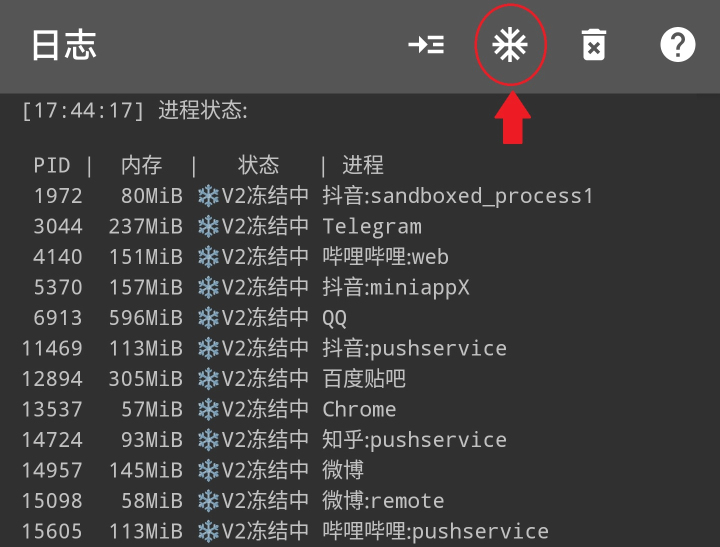 日志
[17:44:17] 进程状态:
PID | 内存 | 状态 | 进程
1972 80MiB ❄️V2冻结中 抖音:sandboxed_process1
3044 237MiB ❄️V2冻结中 Telegram
4140 151MiB ❄️V2冻结中 哔哩哔哩:web
5370 157MiB ❄️V2冻结中 抖音:miniappX
6913 596MiB ❄️V2冻结中 QQ
11469 113MiB ❄️V2冻结中 抖音:pushservice
12894 305MiB ❄️V2冻结中 百度贴吧
13537 57MiB ❄️V2冻结中 Chrome
14724 93MiB ❄️V2冻结中 知乎:pushservice
14957 145MiB ❄️V2冻结中 微博
15098 58MiB ❄️V2冻结中 微博:remote
15605 113MiB ❄️V2冻结中 哔哩哔哩:pushservice